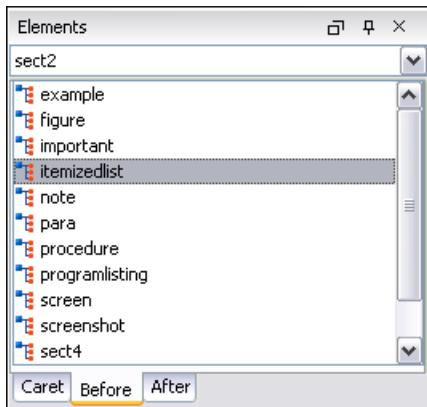 Elements
sect2
example
figure
important
itemizedlist
note
para
procedure
programlisting
screen
screenshot
sect4
Caret Before After